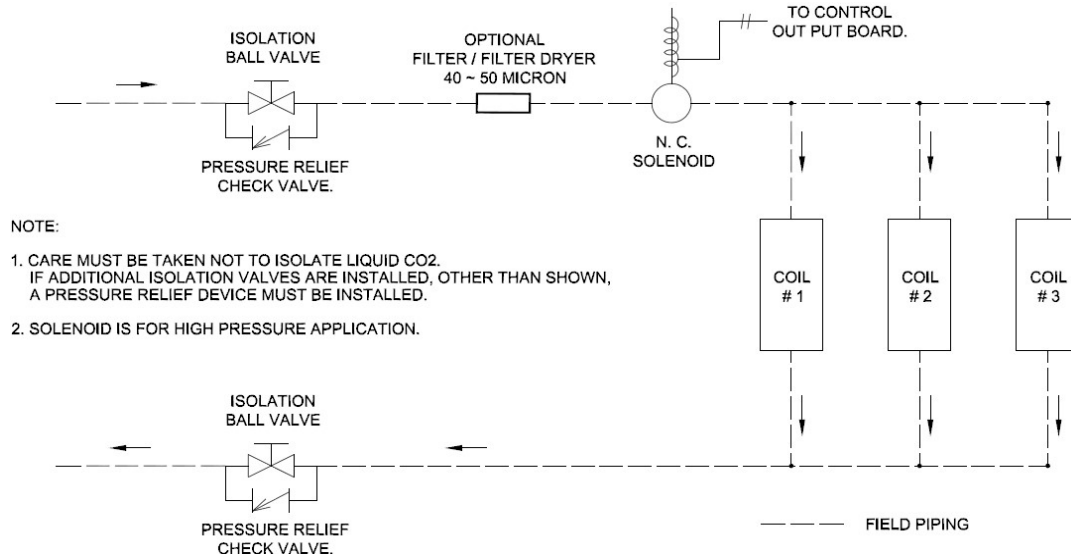 ISOLATION
BALL VALVE
OPTIONAL
FILTER / FILTER DRYER
40 ~ 50 MICRON
TO CONTROL
OUT PUT BOARD.
N. C.
SOLENOID
PRESSURE RELIEF
CHECK VALVE.
NOTE:
1. CARE MUST BE TAKEN NOT TO ISOLATE LIQUID CO2.
IF ADDITIONAL ISOLATION VALVES ARE INSTALLED, OTHER THAN SHOWN,
A PRESSURE RELIEF DEVICE MUST BE INSTALLED.
2. SOLENOID IS FOR HIGH PRESSURE APPLICATION.
COIL
# 1
COIL
# 2
COIL
# 3
ISOLATION
BALL VALVE
PRESSURE RELIEF
CHECK VALVE.
FIELD PIPING